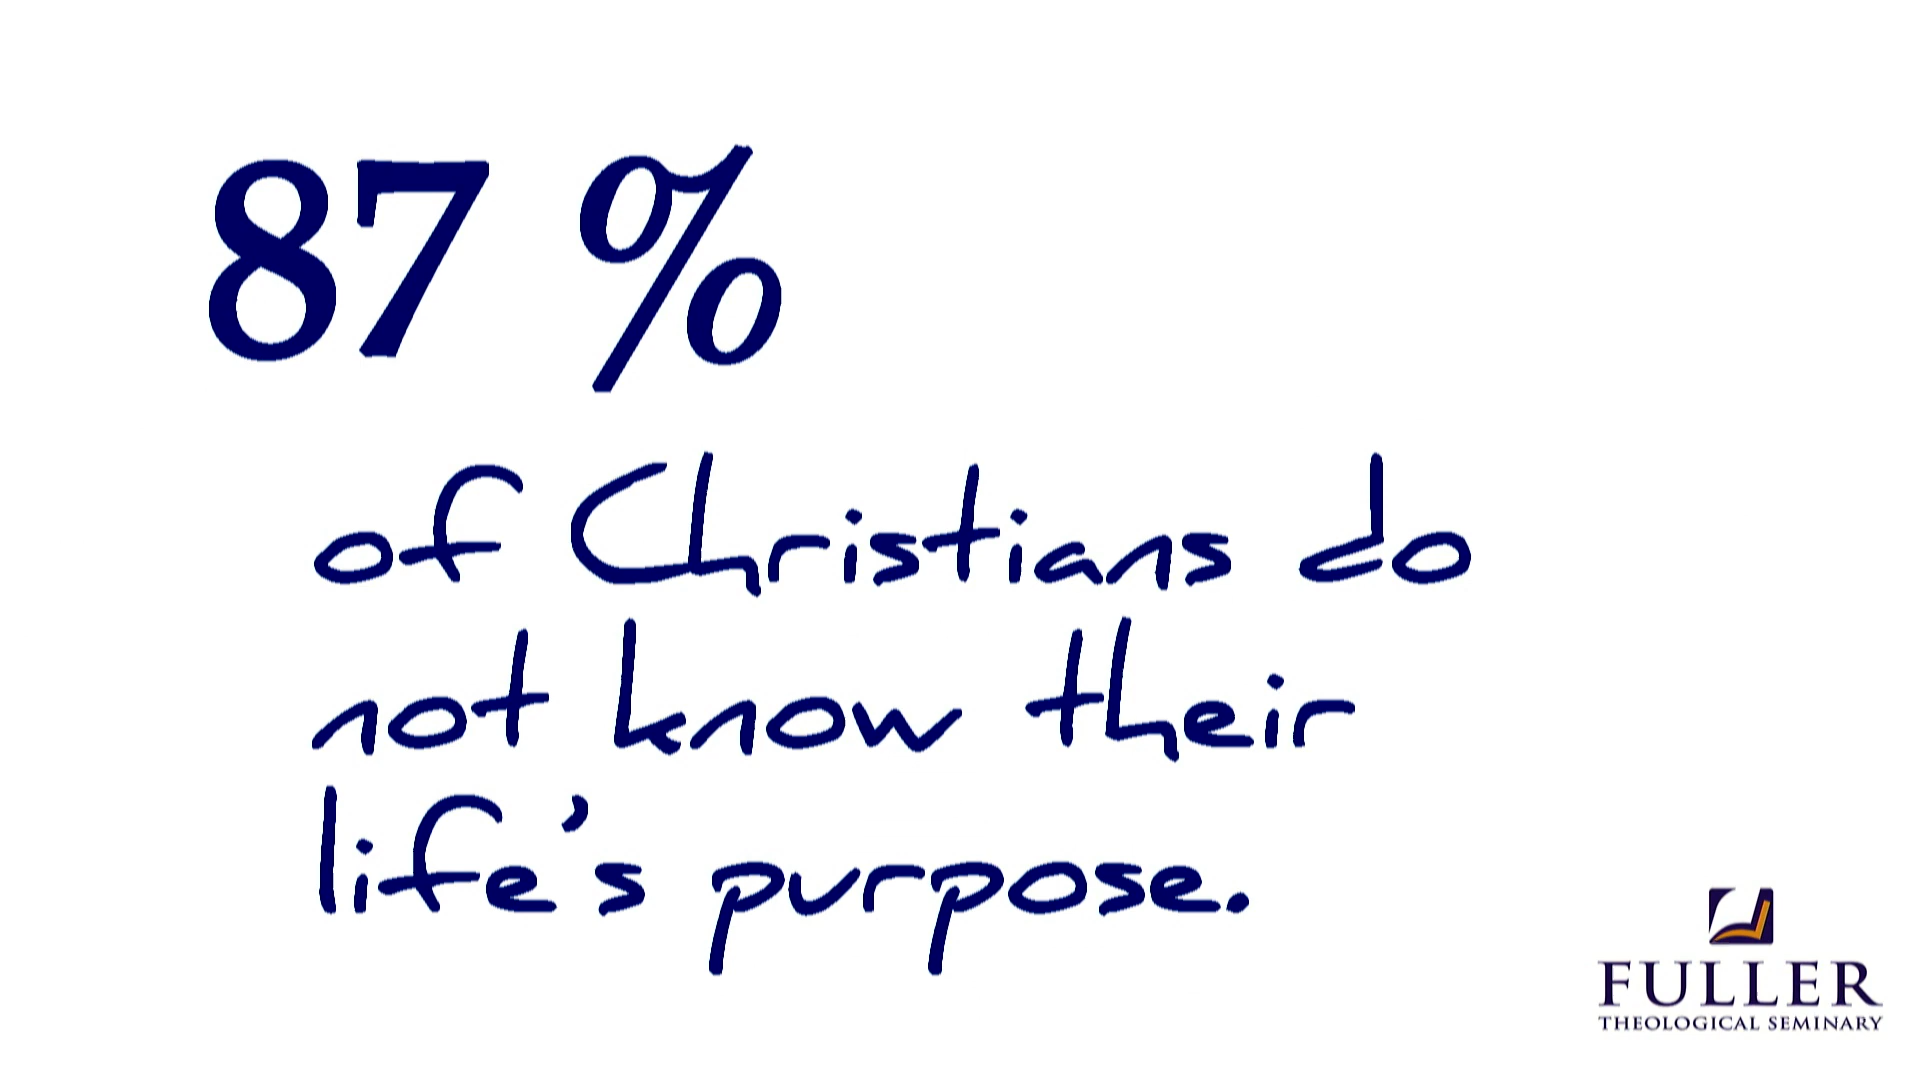 87 %
of Christians do
not know their
life's purpose.
FULLER
THEOLOGICAL SEMINARY